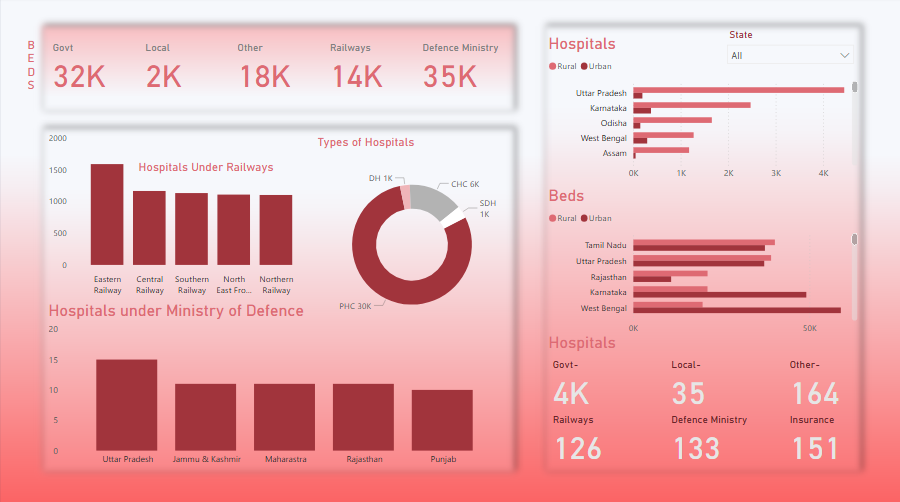 BEDS
Govt Local Other Railways Defence Ministry
32K 2K 18K 14K 35K
Types of Hospitals
Hospitals Under Railways
2000
1500
1000
500
0
Eastern Railway
Central Railway
Southern Railway
North East Fro...
Northern Railway
DH 1K
CHC 6K
SDH 1K
PHC 30K
Hospitals under Ministry of Defence
20
15
10
5
0
Uttar Pradesh Jammu & Kashmir Maharastra Rajasthan Punjab
State
All
Hospitals
Rural Urban
Uttar Pradesh
Karnataka
Odisha
West Bengal
Assam
0K 1K 2K 3K 4K
Beds
Rural Urban
Tamil Nadu
Uttar Pradesh
Rajasthan
Karnataka
West Bengal
0K 50K
Hospitals
Govt- Local- Other-
4K 35 164
Railways Defence Ministry Insurance
126 133 151